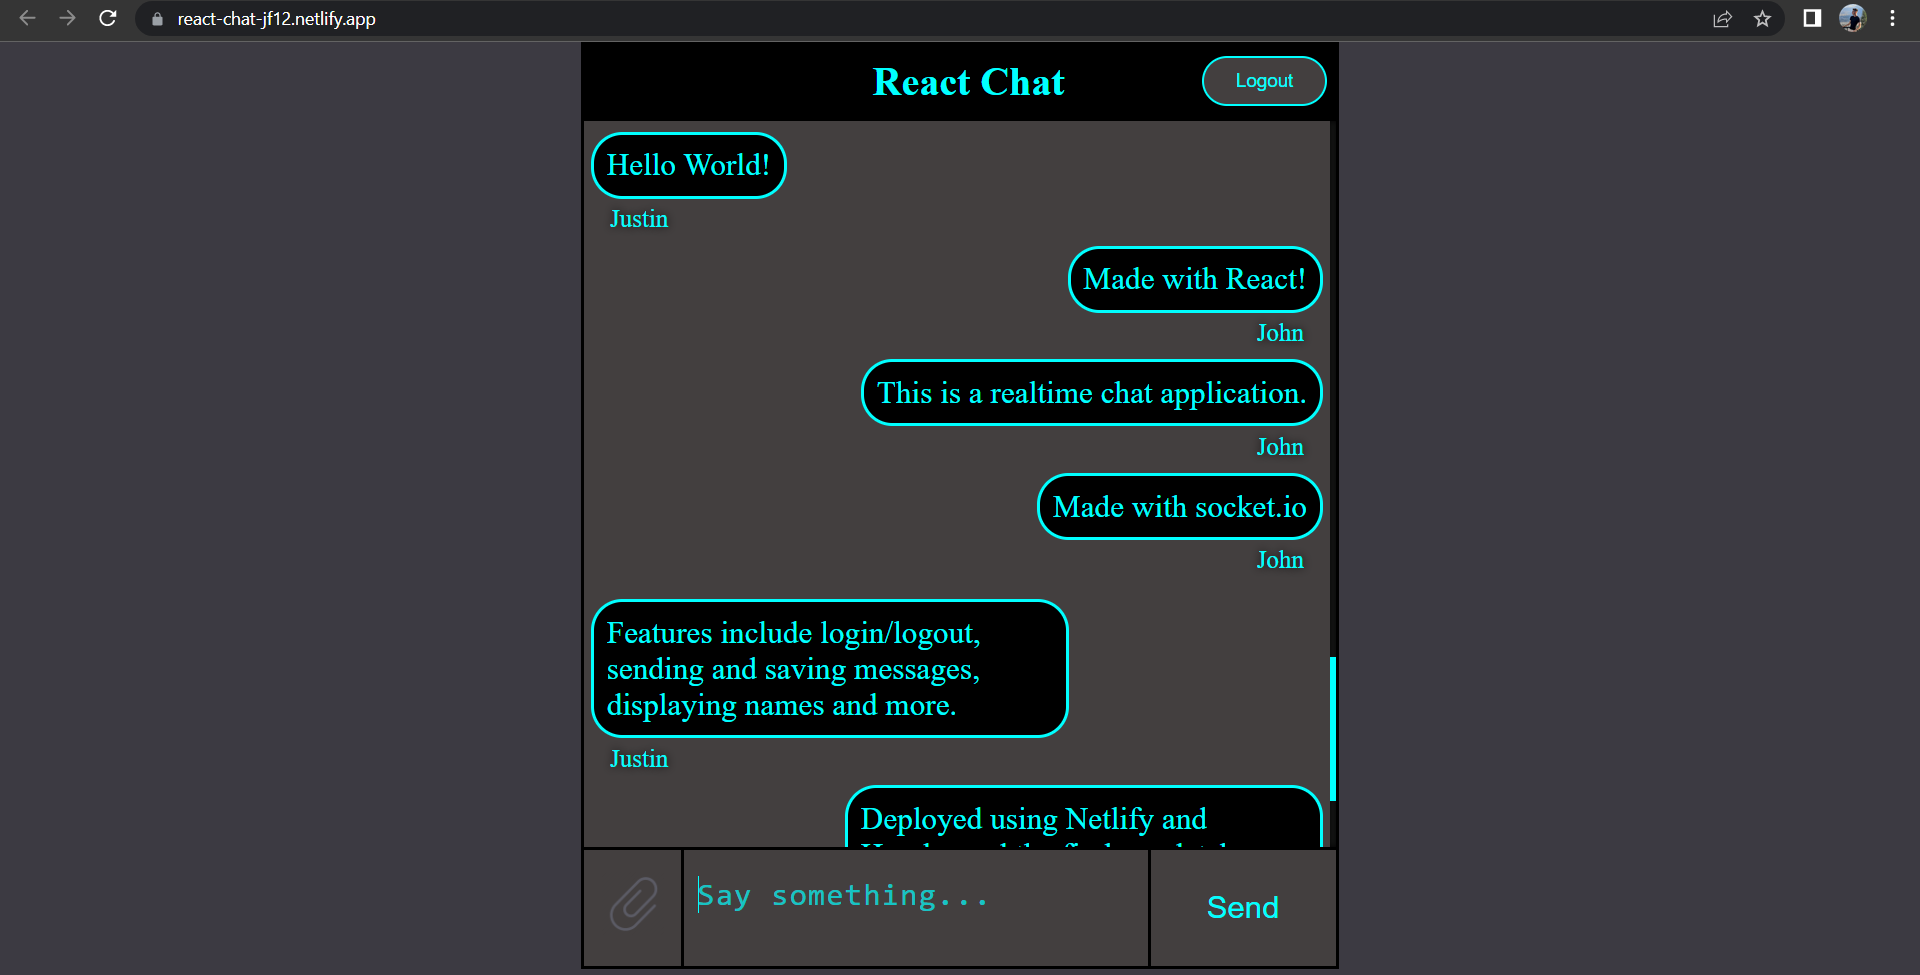 react-chat-jf12.netlify.app
React Chat
Logout
Hello World!
Justin
Made with React!
John
This is a realtime chat application.
John
Made with socket.io
John
Features include login/logout,
sending and saving messages,
displaying names and more.
Justin
Deployed using Netlify and
Say something...
Send